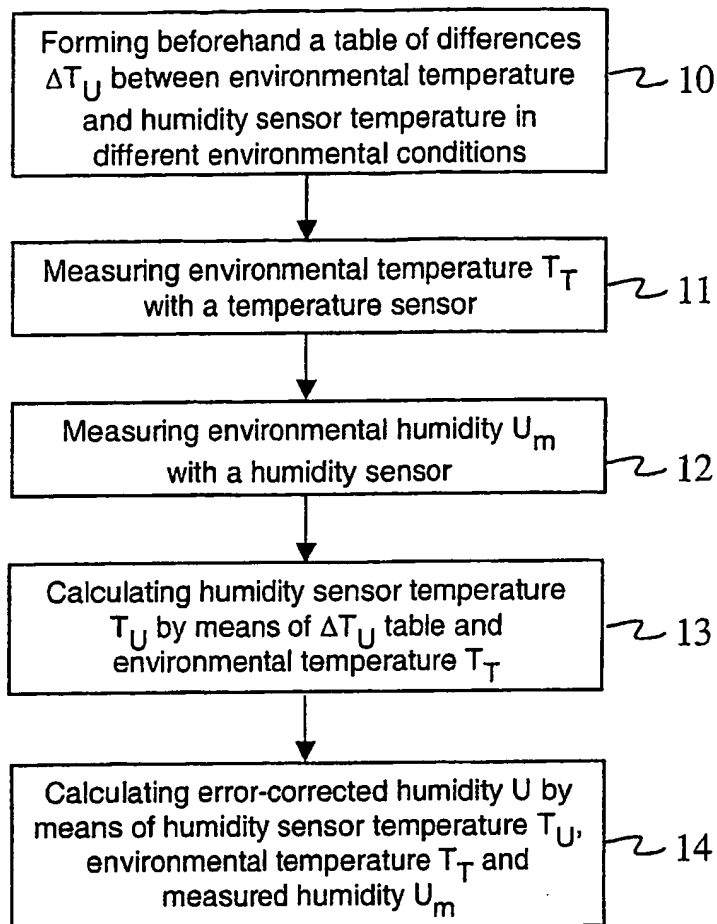 Forming beforehand a table of differences
ΔT_U between environmental temperature
and humidity sensor temperature in
different environmental conditions
10
Measuring environmental temperature T_T
with a temperature sensor
11
Measuring environmental humidity U_m
with a humidity sensor
12
Calculating humidity sensor temperature
T_U by means of ΔT_U table and
environmental temperature T_T
13
Calculating error-corrected humidity U by
means of humidity sensor temperature T_U,
environmental temperature T_T and
measured humidity U_m
14